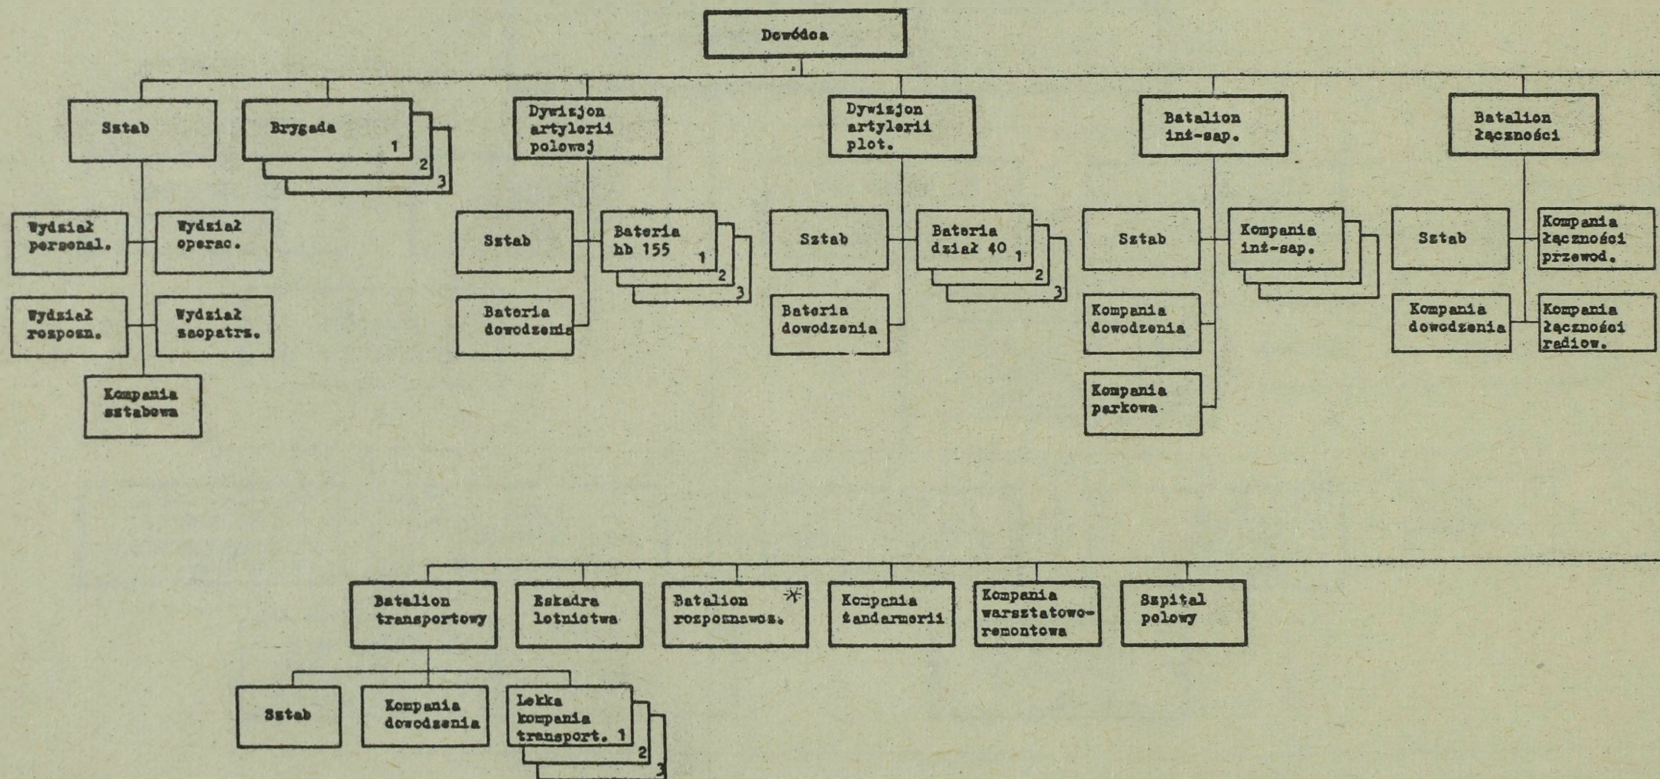 Dowódca
Sztab
Brygada
1
2
3
Dywizjon
artylerii
polowej
Dywizjon
artylerii
plot.
Batalion
inż-sap.
Batalion
łączności
Wydział
personal.
Wydział
operac.
Wydział
rozpozn.
Wydział
zaopatrz.
Kompania
sztabowa
Sztab
Bateria
hb 155
1
2
3
Bateria
dowodzenia
Sztab
Bateria
dział 40
1
2
3
Bateria
dowodzenia
Sztab
Kompania
inż-sap.
Kompania
dowodzenia
Kompania
parkowa
Sztab
Kompania
łączności
przewod.
Kompania
dowodzenia
Kompania
łączności
radiow.
Batalion
transportowy
Eskadra
lotnictwa
Batalion *
rozpoznawcz.
Kompania
żandarmerii
Kompania
warsztatowo-
remontowa
Szpital
polowy
Sztab
Kompania
dowodzenia
Lekka
kompania
transport. 1
2
3